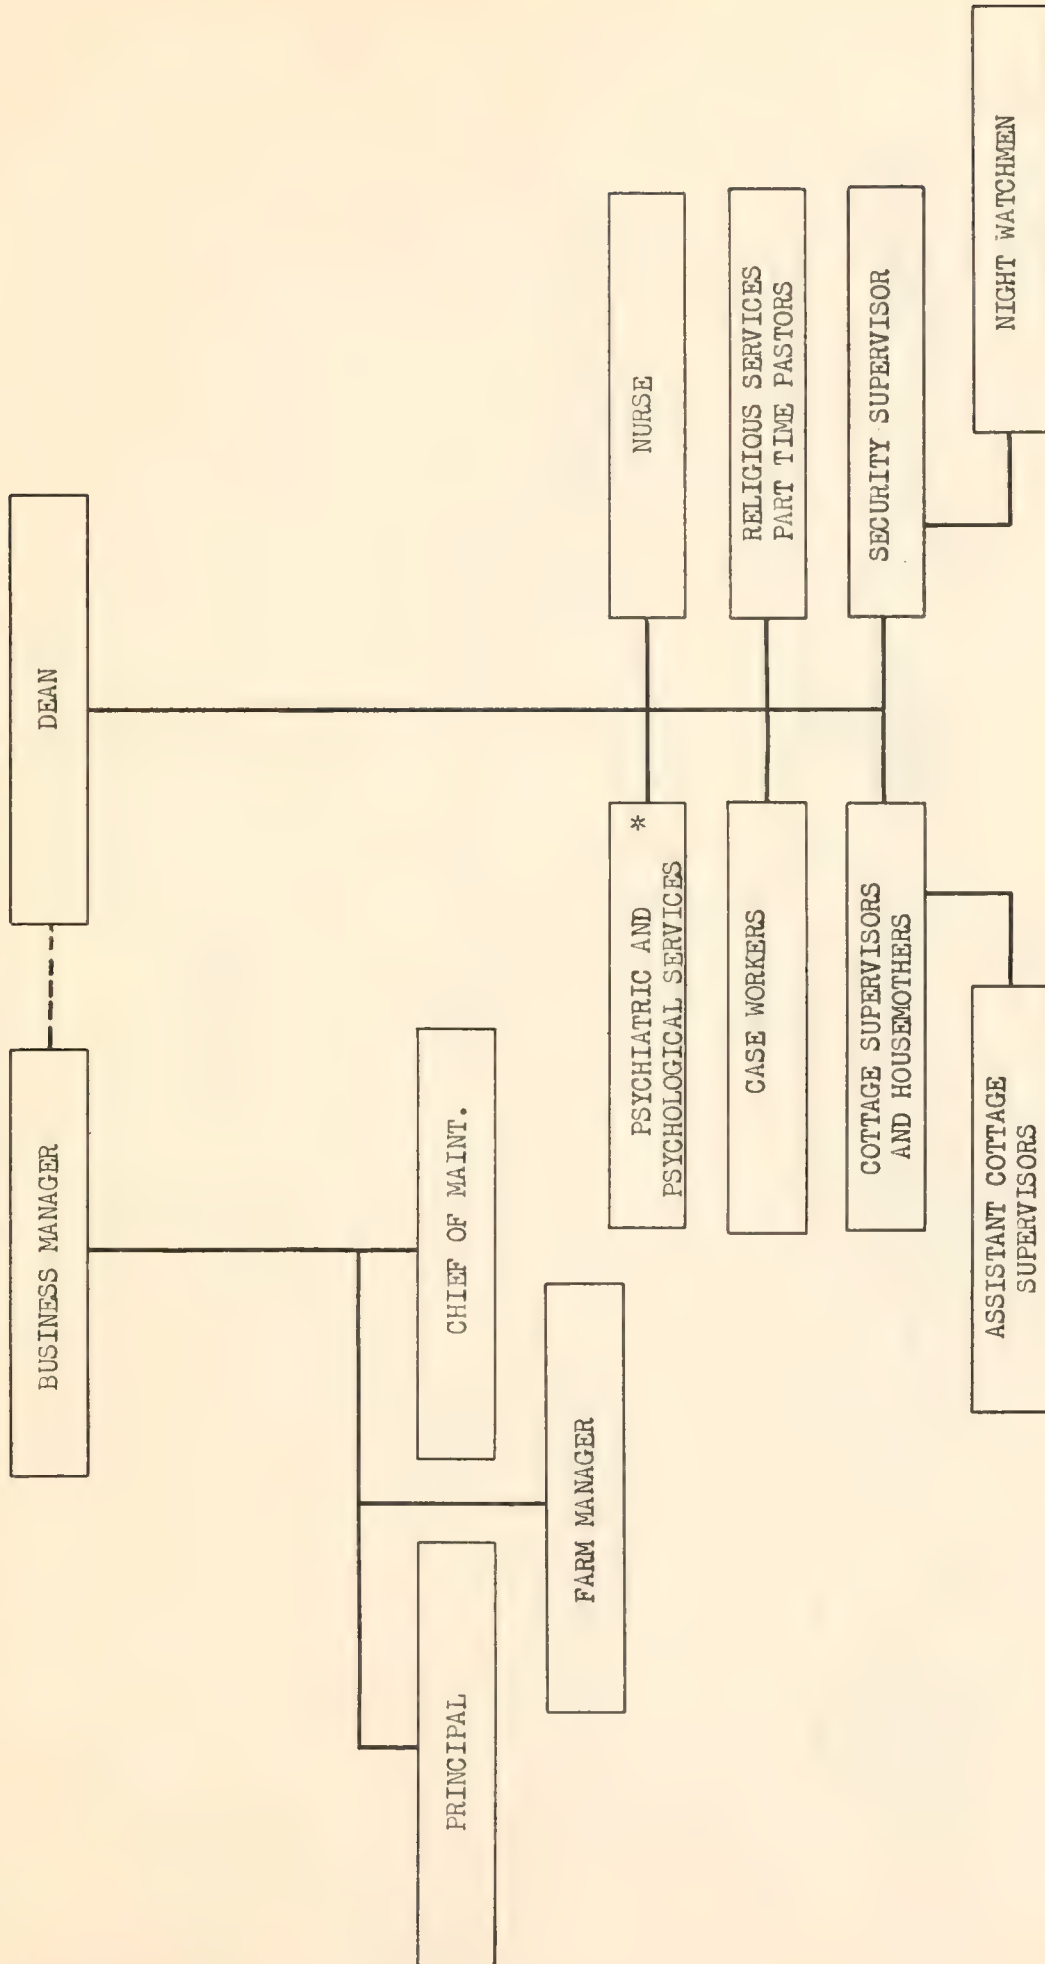 BUSINESS MANAGER
DEAN
PRINCIPAL
CHIEF OF MAINT.
FARM MANAGER
PSYCHIATRIC AND *
PSYCHOLOGICAL SERVICES
NURSE
CASE WORKERS
RELIGIOUS SERVICES
PART TIME PASTORS
COTTAGE SUPERVISORS
AND HOUSEMOTHERS
SECURITY SUPERVISOR
ASSISTANT COTTAGE
SUPERVISORS
NIGHT WATCHMEN